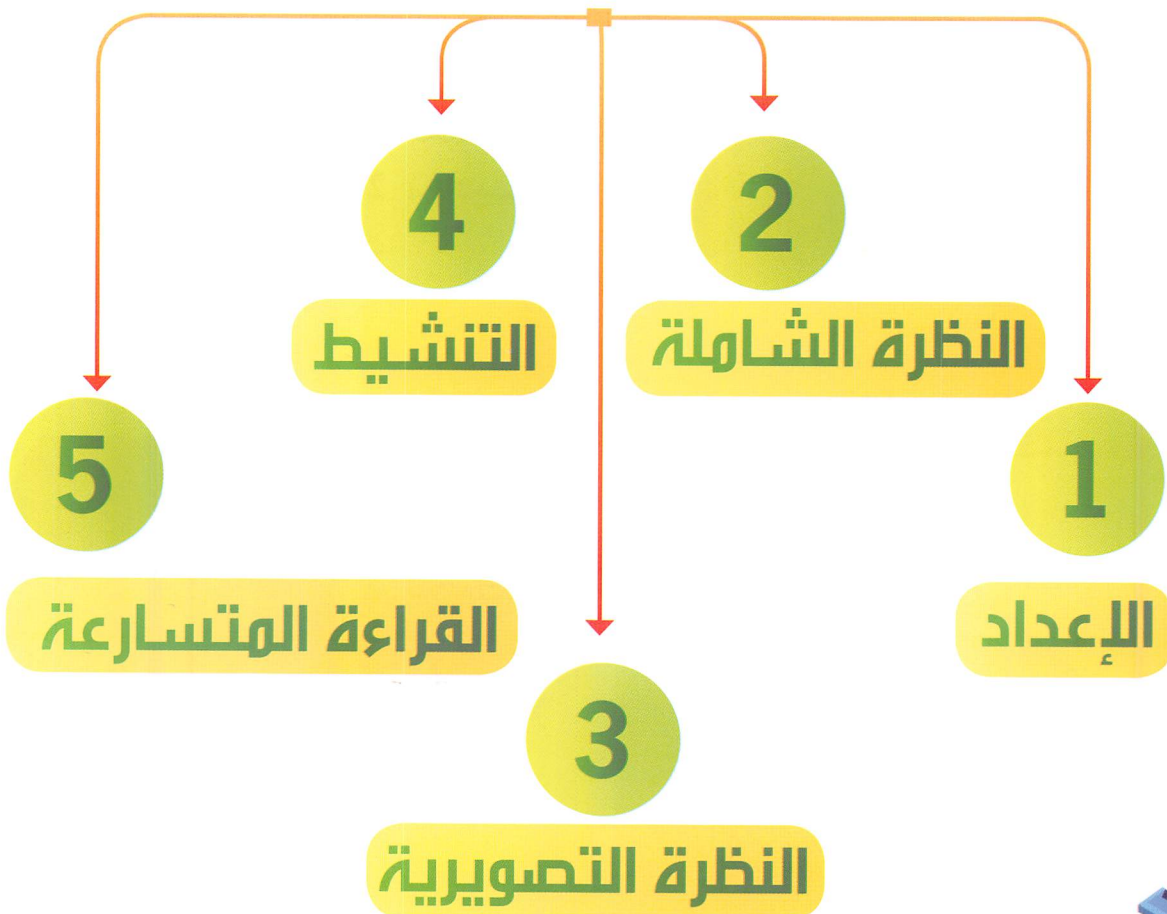 1
الإعداد
2
النظرة الشاملة
3
النظرة التصويرية
4
التنشيط
5
القراءة المتسارعة